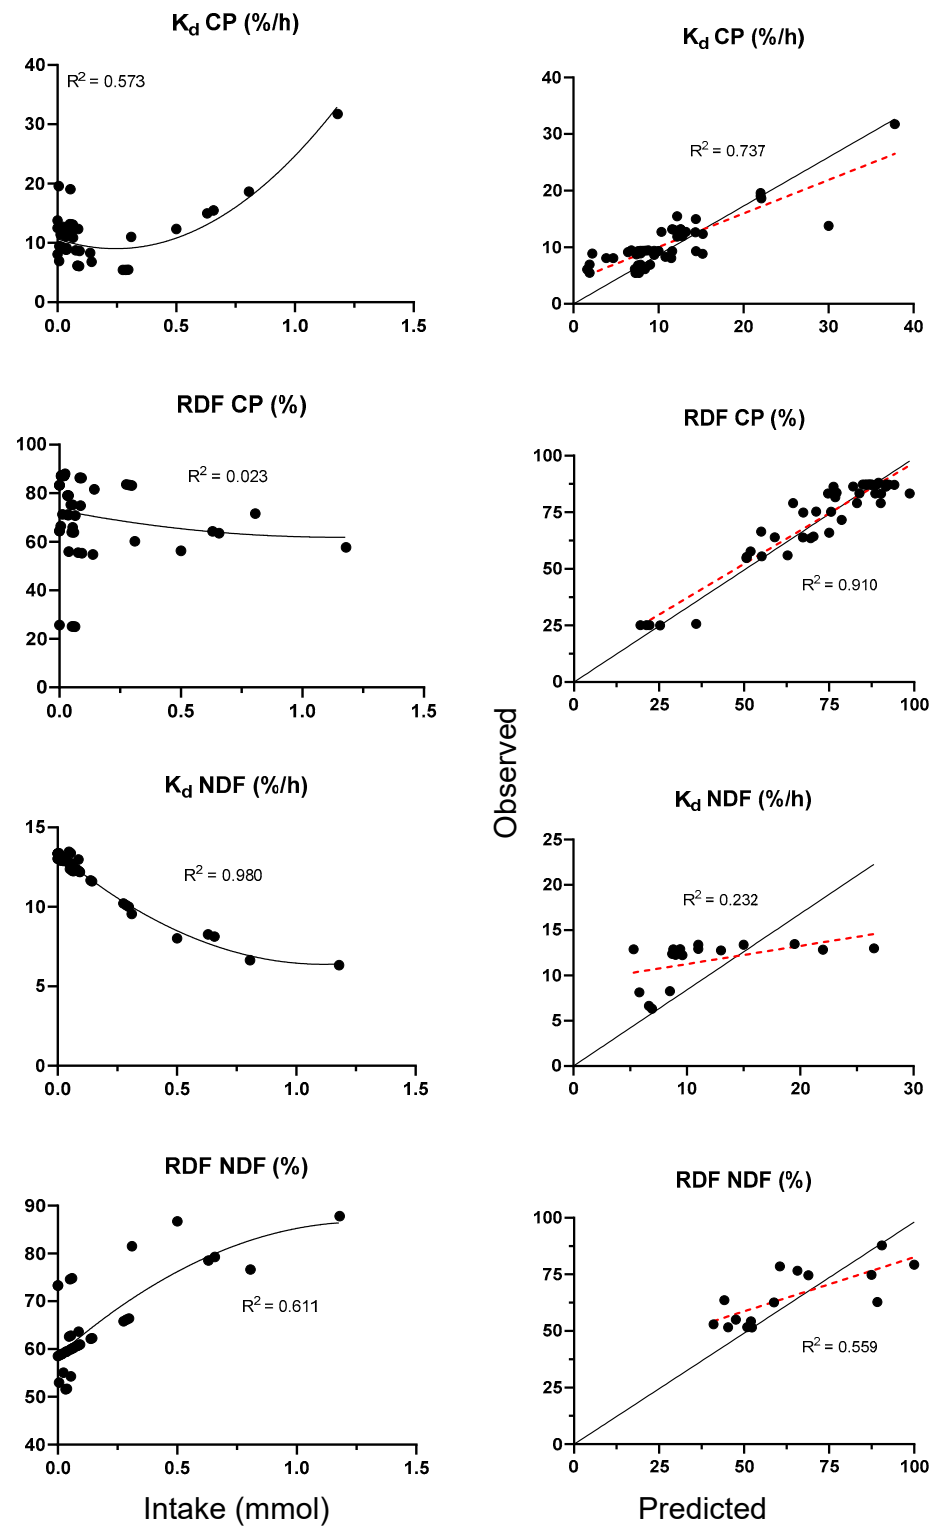 K_d CP (%/h)
R² = 0.573
40
30
20
10
0
0.0 0.5 1.0 1.5
K_d CP (%/h)
R² = 0.737
40
30
20
10
0
0 10 20 30 40
RDF CP (%)
R² = 0.023
100
80
60
40
20
0
0.0 0.5 1.0 1.5
RDF CP (%)
R² = 0.910
100
75
50
25
0
0 25 50 75 100
Observed
K_d NDF (%/h)
R² = 0.980
15
10
5
0
0.0 0.5 1.0 1.5
K_d NDF (%/h)
R² = 0.232
25
20
15
10
5
0
0 10 20 30
RDF NDF (%)
R² = 0.611
90
80
70
60
50
40
0.0 0.5 1.0 1.5
RDF NDF (%)
R² = 0.559
100
75
50
25
0
0 25 50 75 100
Intake (mmol)
Predicted